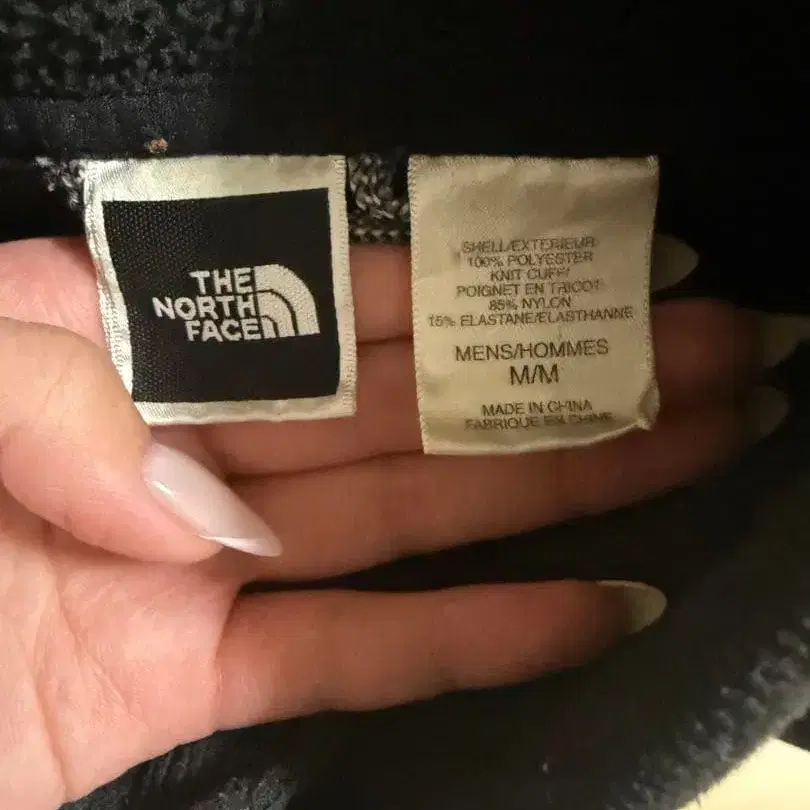 THE
NORTH
FACE
SHELL/EXTERIEUR
100% POLYESTER
KNIT CUFF/
POIGNET EN TRICOT
85% NYLON
15% ELASTANE/ELASTHANNE
MENS/HOMMES
M/M
MADE IN CHINA
FABRIQUE EN CHINE